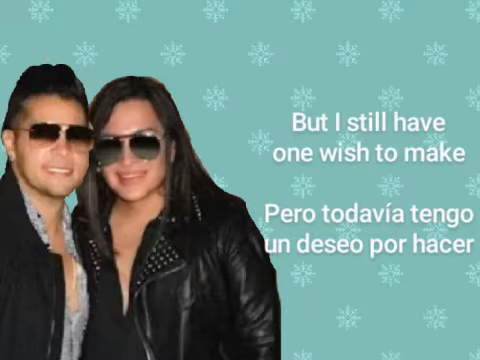 But I still have
one wish to make
Pero todavía tengo
un deseo por hacer